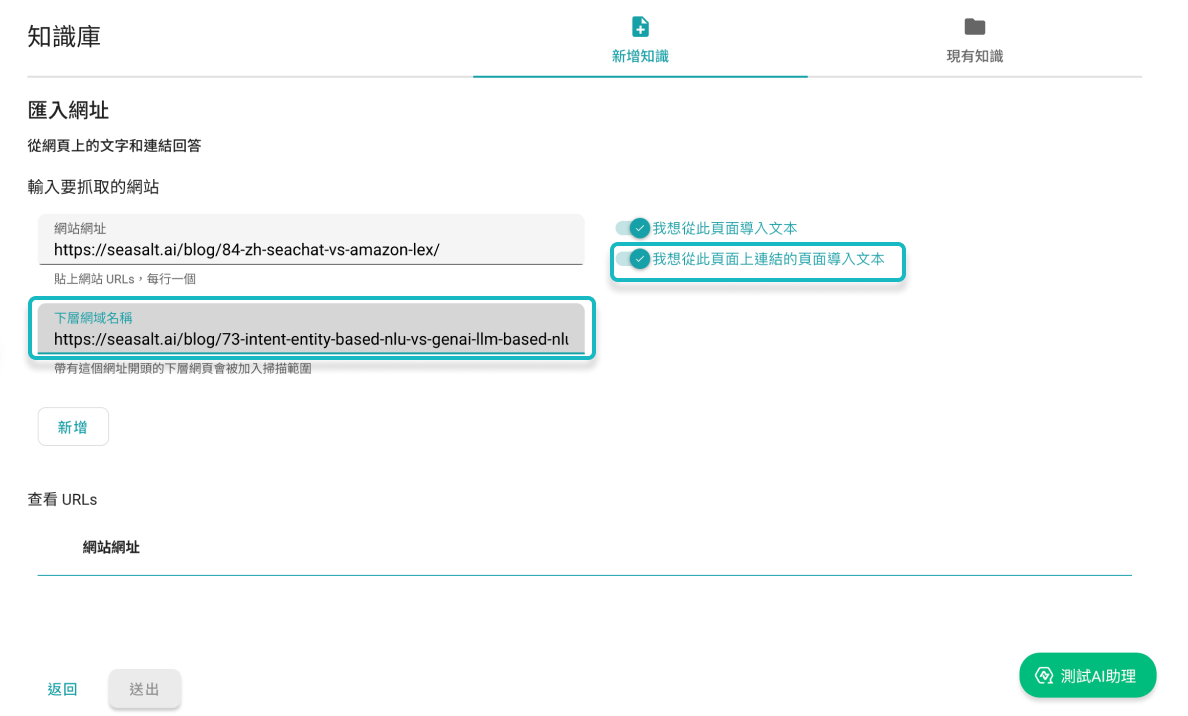 知識庫
新增知識
現有知識
匯入網址
從網頁上的文字和連結回答
輸入要抓取的網站
網站網址
https://seasalt.ai/blog/84-zh-seachat-vs-amazon-lex/
貼上網站 URLs，每行一個
我想從此頁面導入文本
我想從此頁面上連結的頁面導入文本
下層網域名稱
https://seasalt.ai/blog/73-intent-entity-based-nlu-vs-genai-llm-based-nlu
帶有這個網址開頭的下層網頁會被加入掃描範圍
新增
查看 URLs
網站網址
返回
送出
測試AI助理